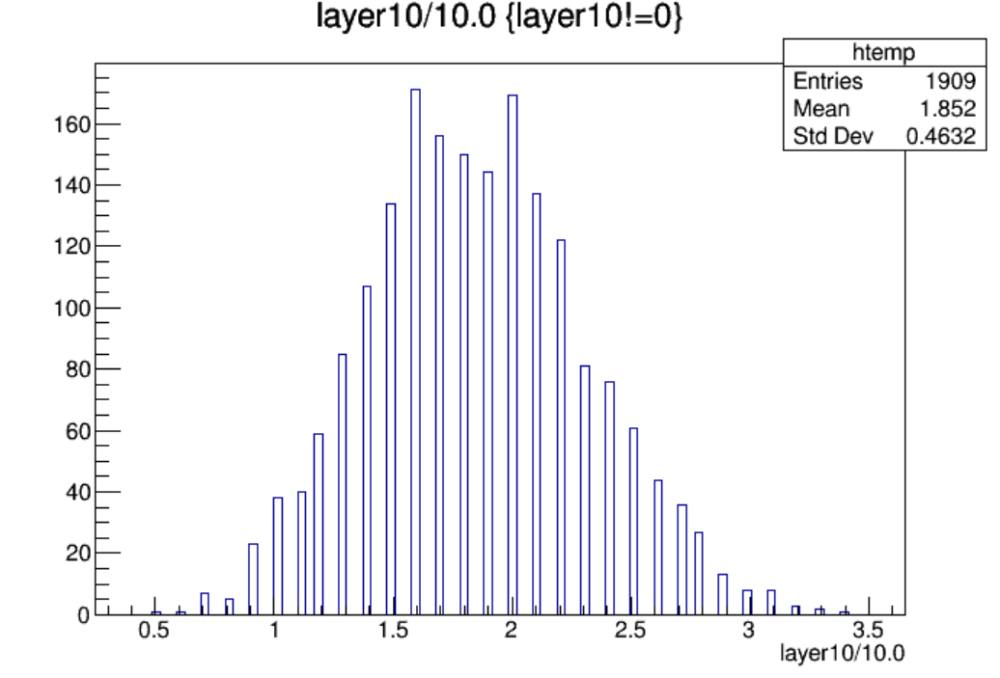 layer10/10.0 {layer10!=0}
htemp
Entries 1909
Mean 1.852
Std Dev 0.4632
160
140
120
100
80
60
40
20
0
0.5 1 1.5 2 2.5 3 3.5
layer10/10.0